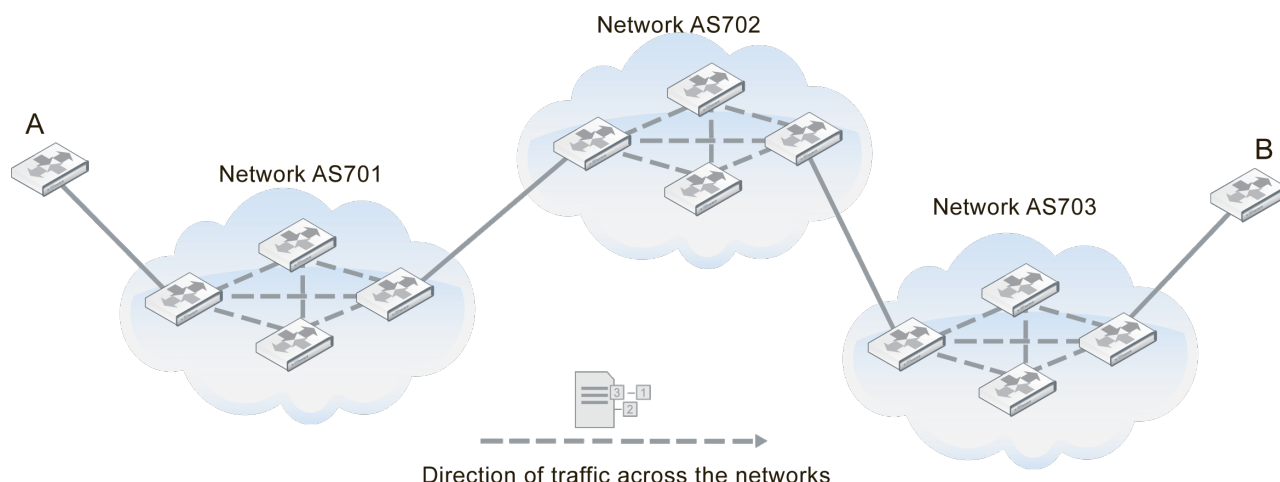 Network AS702
A
Network AS701
B
Network AS703
3
1
2
Direction of traffic across the networks